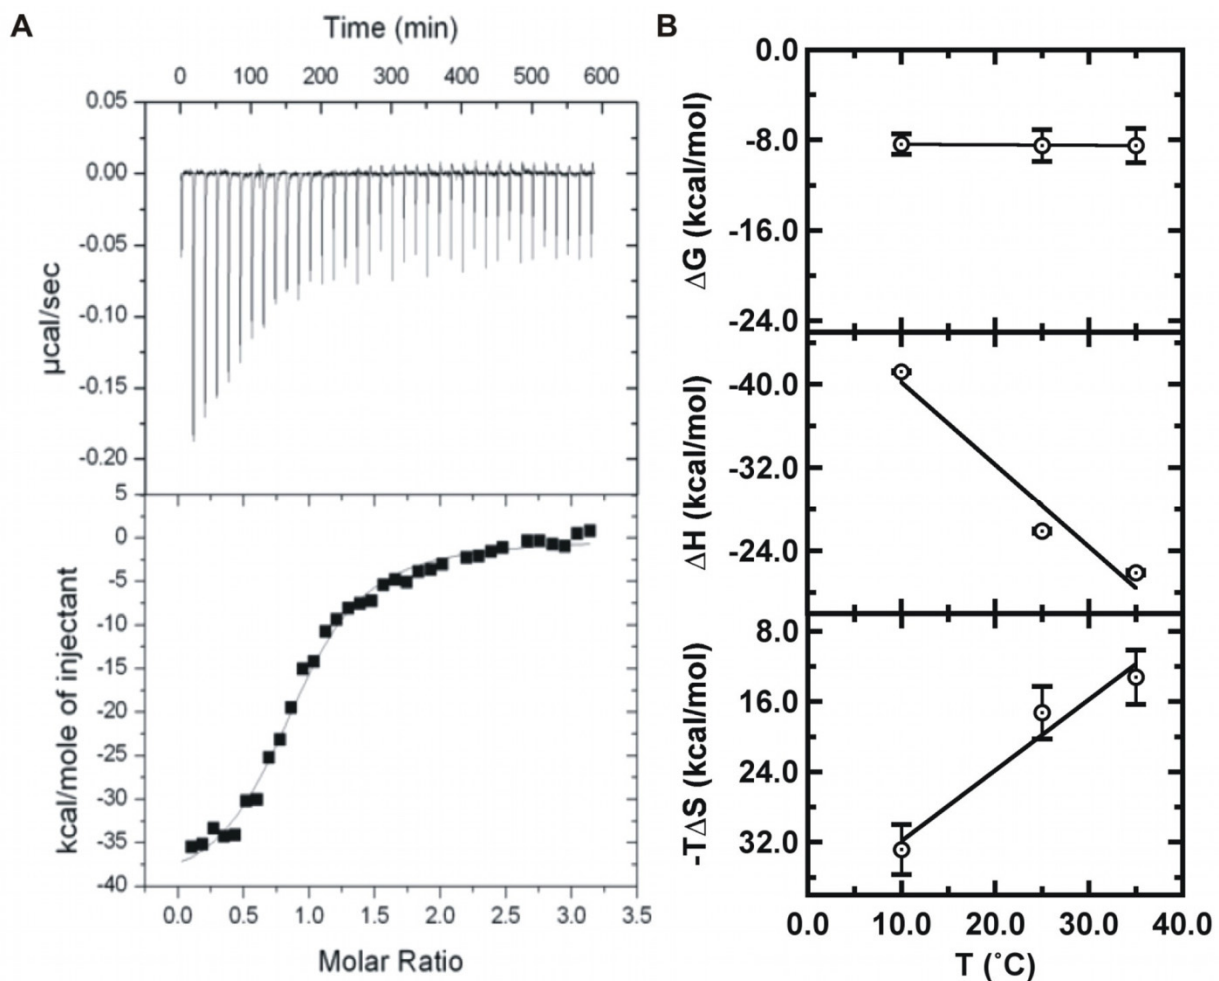 A
Time (min)
0 100 200 300 400 500 600
0.05
0.00
-0.05
-0.10
-0.15
-0.20
µcal/sec
5
0
-5
-10
-15
-20
-25
-30
-35
-40
kcal/mole of injectant
0.0 0.5 1.0 1.5 2.0 2.5 3.0 3.5
Molar Ratio
B
0.0
-8.0
-16.0
-24.0
ΔG (kcal/mol)
-40.0
-32.0
-24.0
ΔH (kcal/mol)
8.0
16.0
24.0
32.0
-TΔS (kcal/mol)
0.0 10.0 20.0 30.0 40.0
T (˚C)